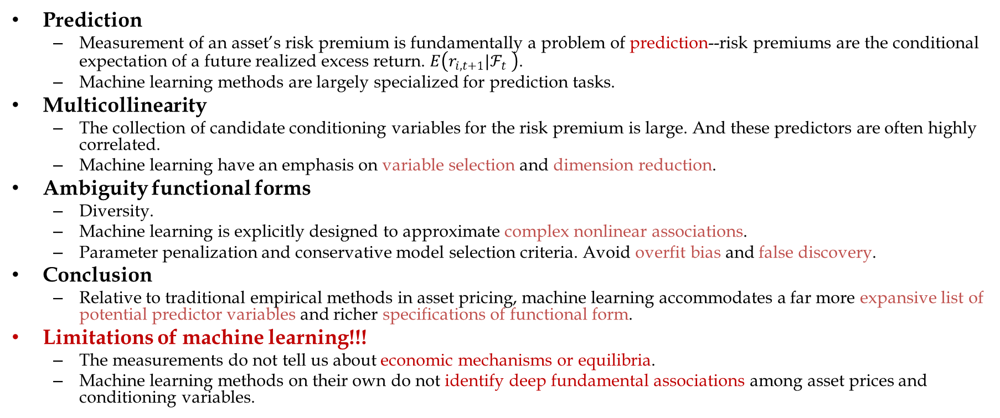 • Prediction
– Measurement of an asset’s risk premium is fundamentally a problem of prediction--risk premiums are the conditional
expectation of a future realized excess return. E(r_{i,t+1}|ℱ_t ).
– Machine learning methods are largely specialized for prediction tasks.
• Multicollinearity
– The collection of candidate conditioning variables for the risk premium is large. And these predictors are often highly
correlated.
– Machine learning have an emphasis on variable selection and dimension reduction.
• Ambiguity functional forms
– Diversity.
– Machine learning is explicitly designed to approximate complex nonlinear associations.
– Parameter penalization and conservative model selection criteria. Avoid overfit bias and false discovery.
• Conclusion
– Relative to traditional empirical methods in asset pricing, machine learning accommodates a far more expansive list of
potential predictor variables and richer specifications of functional form.
• Limitations of machine learning!!!
– The measurements do not tell us about economic mechanisms or equilibria.
– Machine learning methods on their own do not identify deep fundamental associations among asset prices and
conditioning variables.